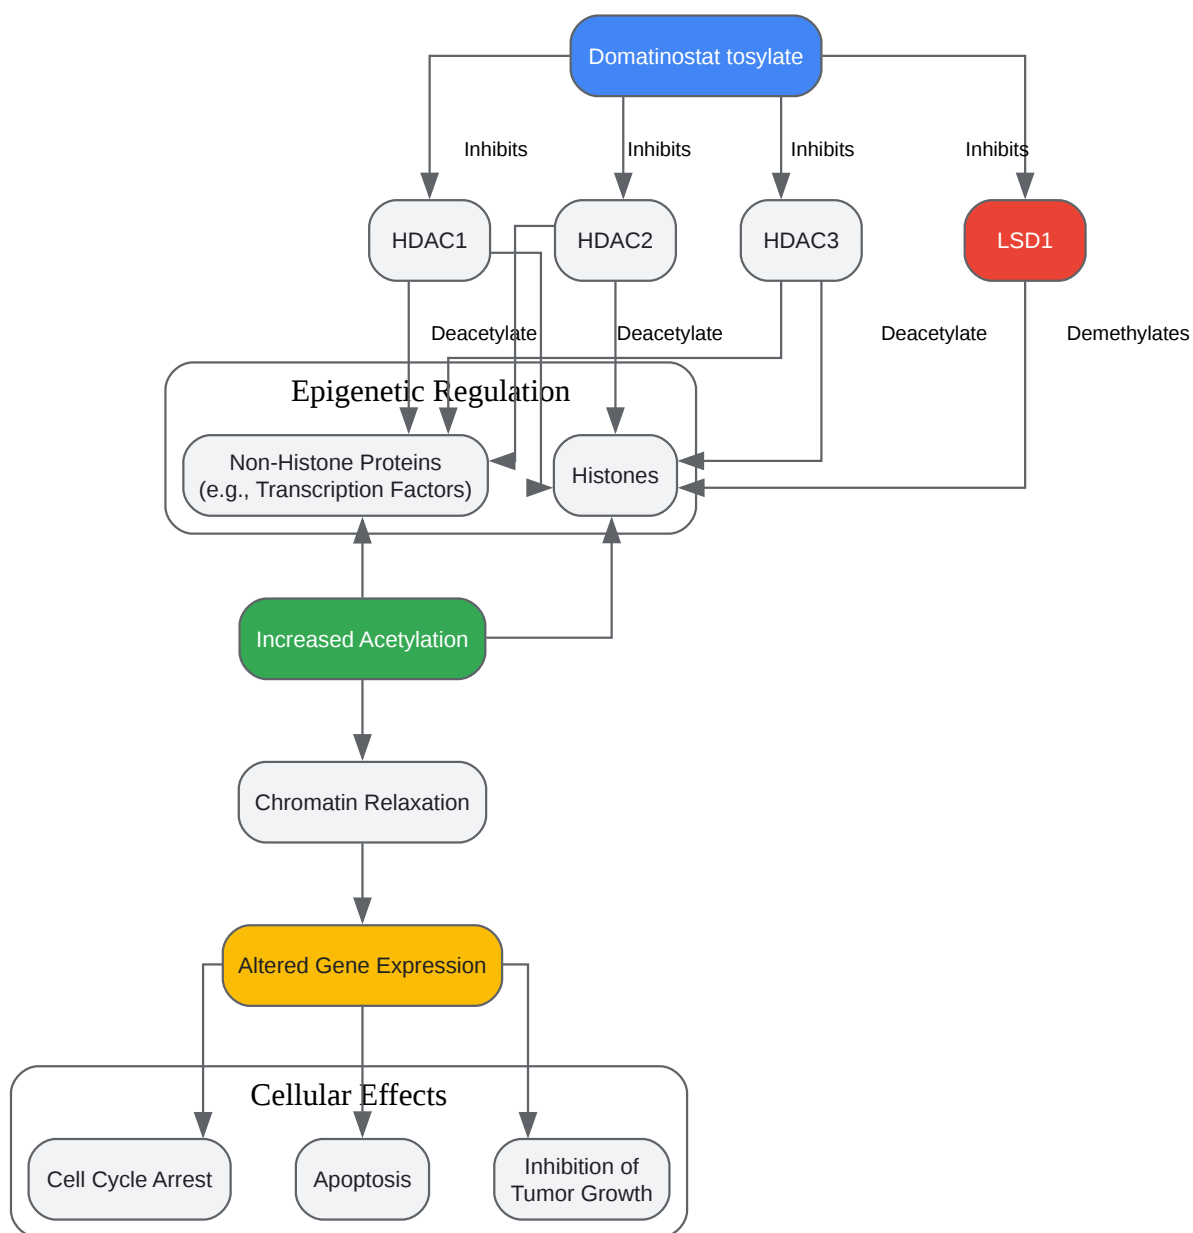 Domatinostat tosylate
Inhibits
Inhibits
Inhibits
Inhibits
HDAC1
HDAC2
HDAC3
LSD1
Deacetylate
Deacetylate
Deacetylate
Demethylates
Epigenetic Regulation
Non-Histone Proteins
(e.g., Transcription Factors)
Histones
Increased Acetylation
Chromatin Relaxation
Altered Gene Expression
Cellular Effects
Cell Cycle Arrest
Apoptosis
Inhibition of
Tumor Growth